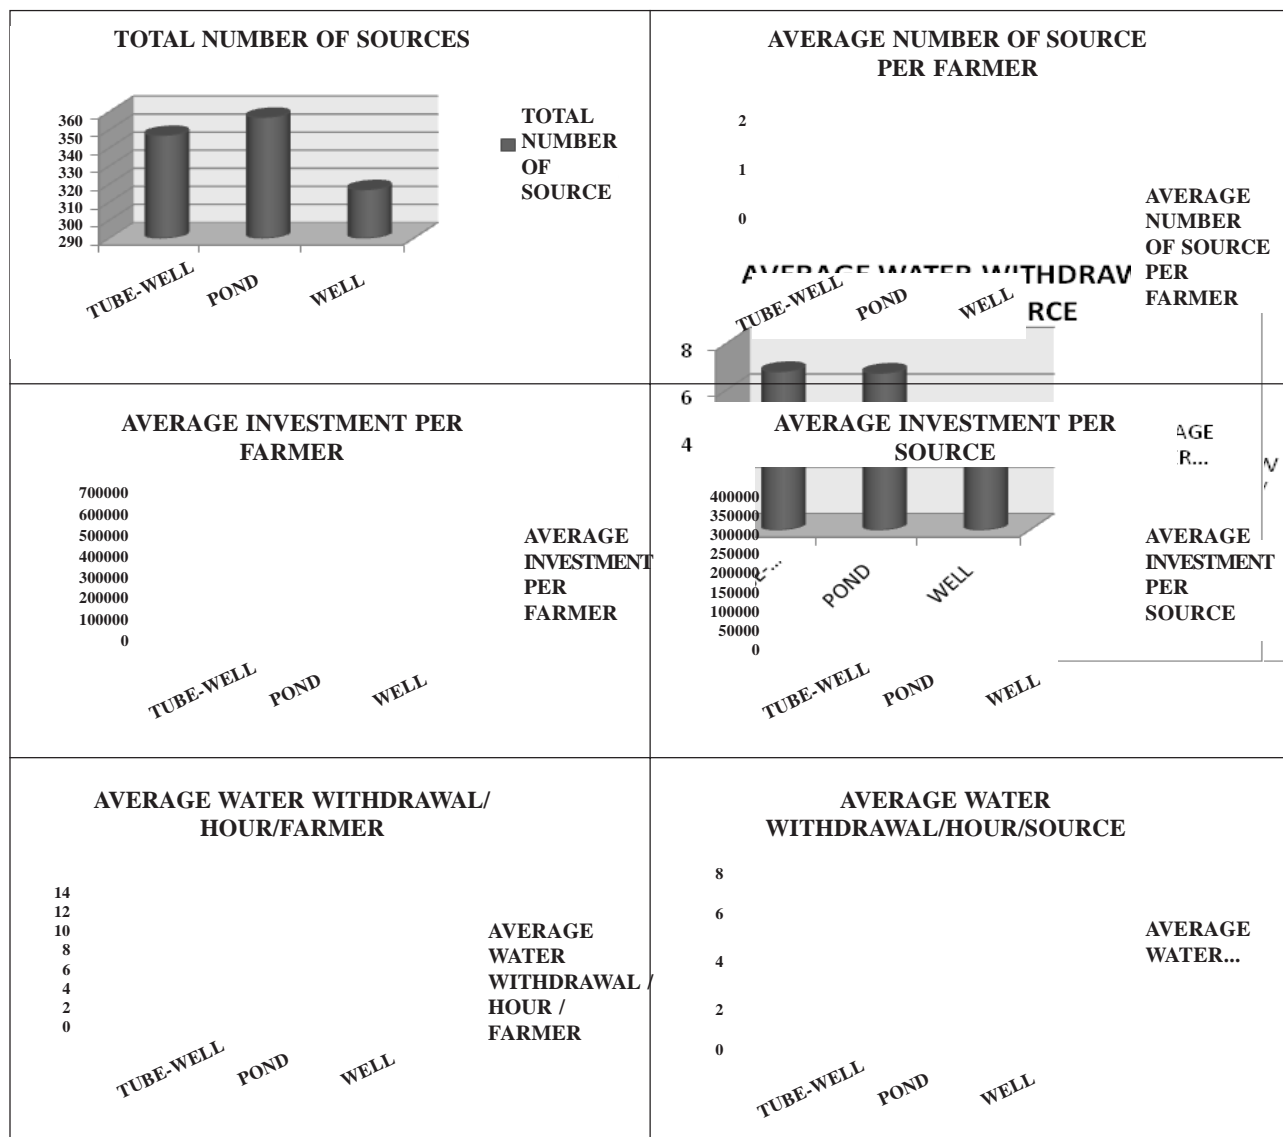 TOTAL NUMBER OF SOURCES
360
350
340
330
320
310
300
290
TUBE-WELL
POND
WELL
TOTAL
NUMBER
OF
SOURCE
AVERAGE NUMBER OF SOURCE
PER FARMER
2
1
0
TUBE-WELL
POND
WELL
AVERAGE
NUMBER
OF SOURCE
PER
FARMER
AVERAGE WATER WITHDRAW
RCE
8
6
4
POND
WELL
AGE
R...
AVERAGE INVESTMENT PER
FARMER
700000
600000
500000
400000
300000
200000
100000
0
TUBE-WELL
POND
WELL
AVERAGE
INVESTMENT
PER
FARMER
AVERAGE INVESTMENT PER
SOURCE
400000
350000
300000
250000
200000
150000
100000
50000
0
TUBE-WELL
POND
WELL
AVERAGE
INVESTMENT
PER
SOURCE
AVERAGE WATER WITHDRAWAL/
HOUR/FARMER
14
12
10
8
6
4
2
0
TUBE-WELL
POND
WELL
AVERAGE
WATER
WITHDRAWAL /
HOUR /
FARMER
AVERAGE WATER
WITHDRAWAL/HOUR/SOURCE
8
6
4
2
0
TUBE-WELL
POND
WELL
AVERAGE
WATER...